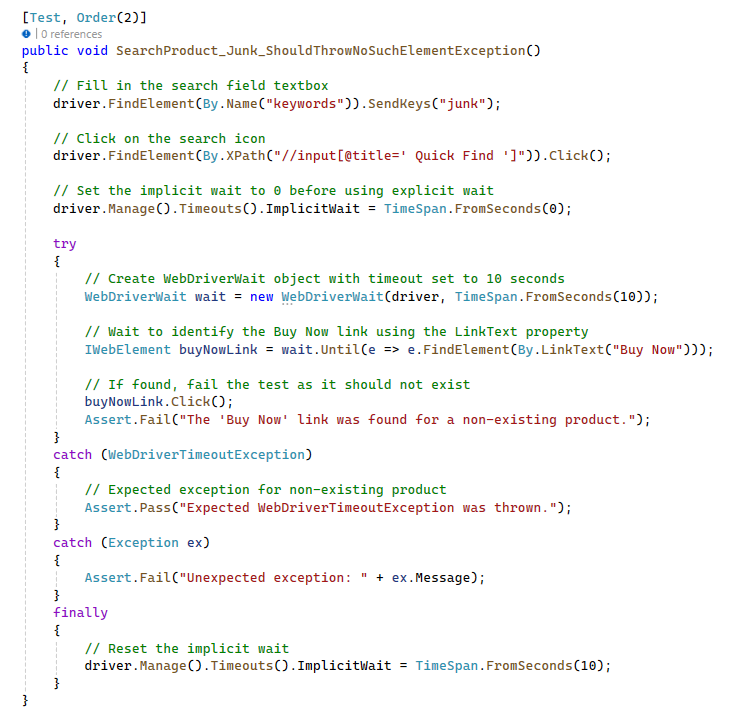 [Test, Order(2)]
| 0 references
public void SearchProduct_Junk_ShouldThrowNoSuchElementException()
{
    // Fill in the search field textbox
    driver.FindElement(By.Name("keywords")).SendKeys("junk");

    // Click on the search icon
    driver.FindElement(By.XPath("//input[@title=' Quick Find ']")).Click();

    // Set the implicit wait to 0 before using explicit wait
    driver.Manage().Timeouts().ImplicitWait = TimeSpan.FromSeconds(0);

    try
    {
        // Create WebDriverWait object with timeout set to 10 seconds
        WebDriverWait wait = new WebDriverWait(driver, TimeSpan.FromSeconds(10));

        // Wait to identify the Buy Now link using the LinkText property
        IWebElement buyNowLink = wait.Until(e => e.FindElement(By.LinkText("Buy Now")));

        // If found, fail the test as it should not exist
        buyNowLink.Click();
        Assert.Fail("The 'Buy Now' link was found for a non-existing product.");
    }
    catch (WebDriverTimeoutException)
    {
        // Expected exception for non-existing product
        Assert.Pass("Expected WebDriverTimeoutException was thrown.");
    }
    catch (Exception ex)
    {
        Assert.Fail("Unexpected exception: " + ex.Message);
    }
    finally
    {
        // Reset the implicit wait
        driver.Manage().Timeouts().ImplicitWait = TimeSpan.FromSeconds(10);
    }
}